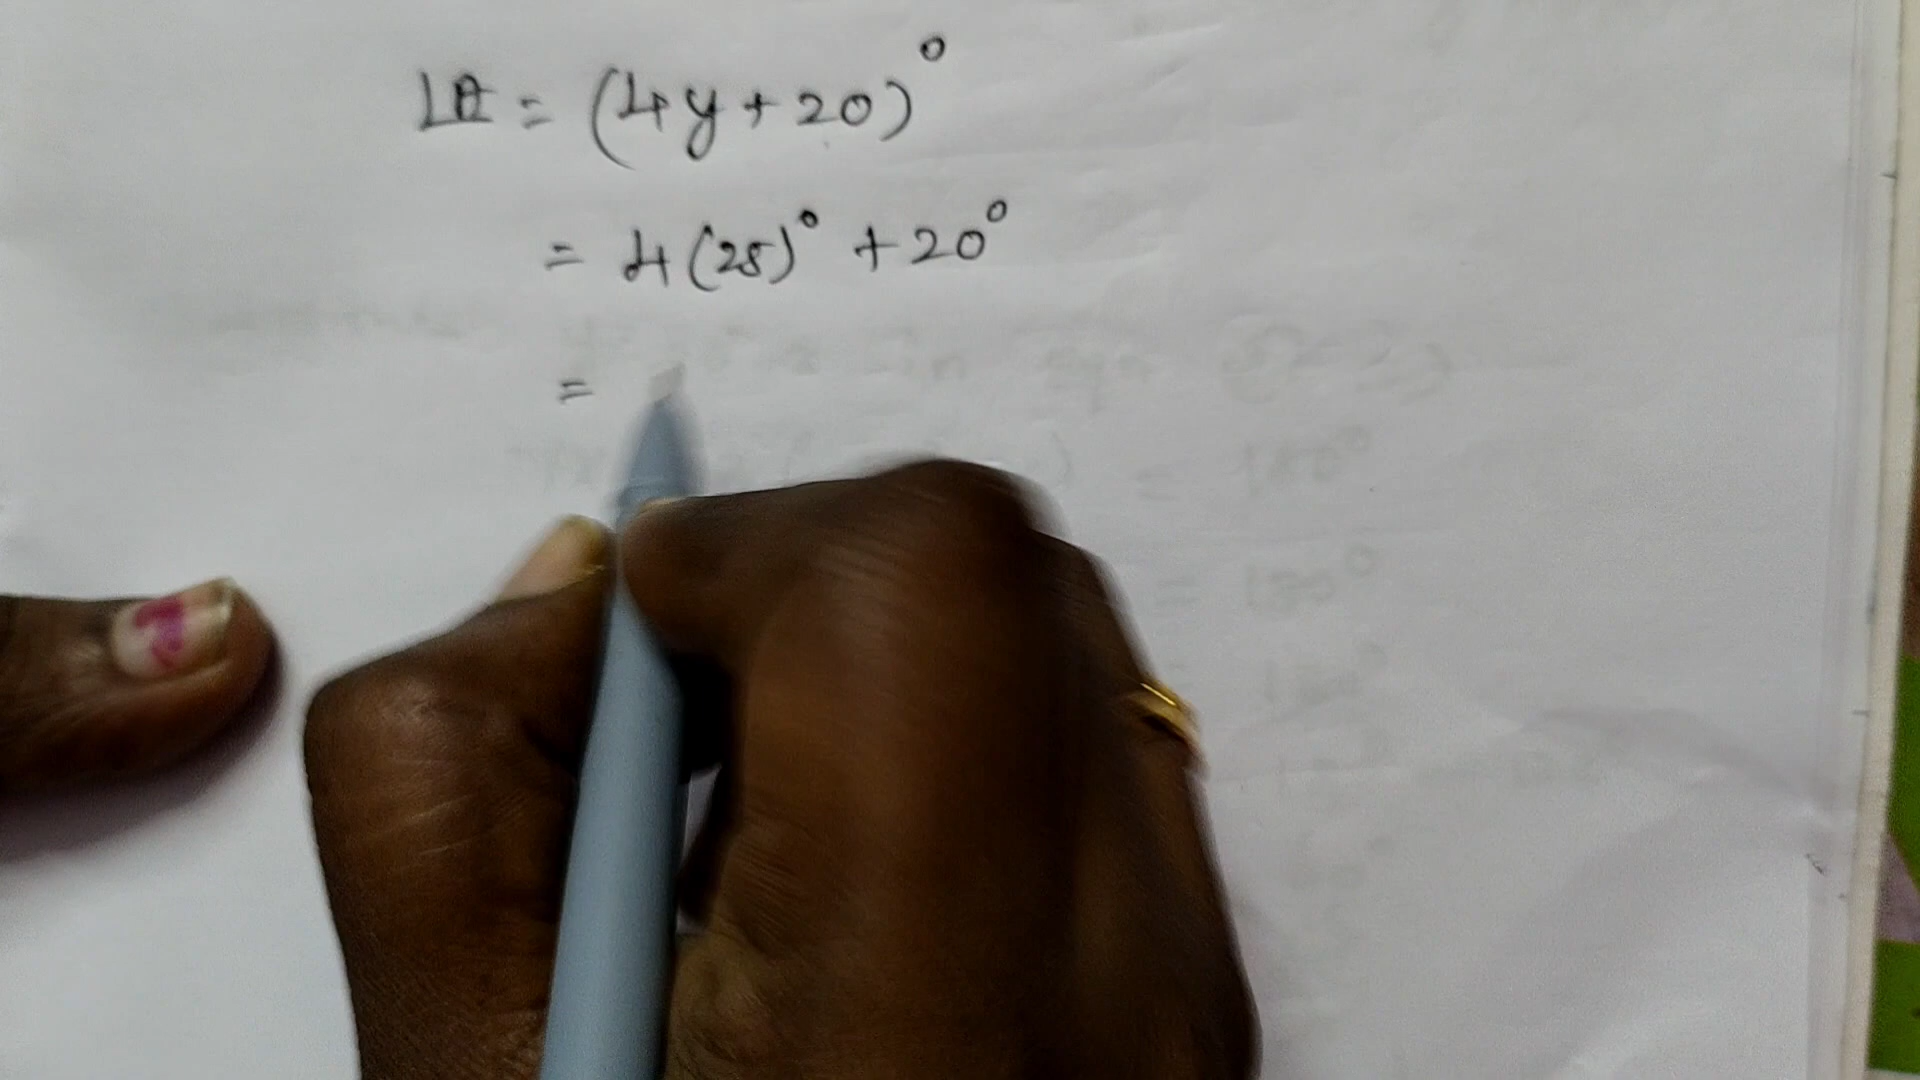 ∠A = (4y + 20)°
= 4(25)° + 20°
=